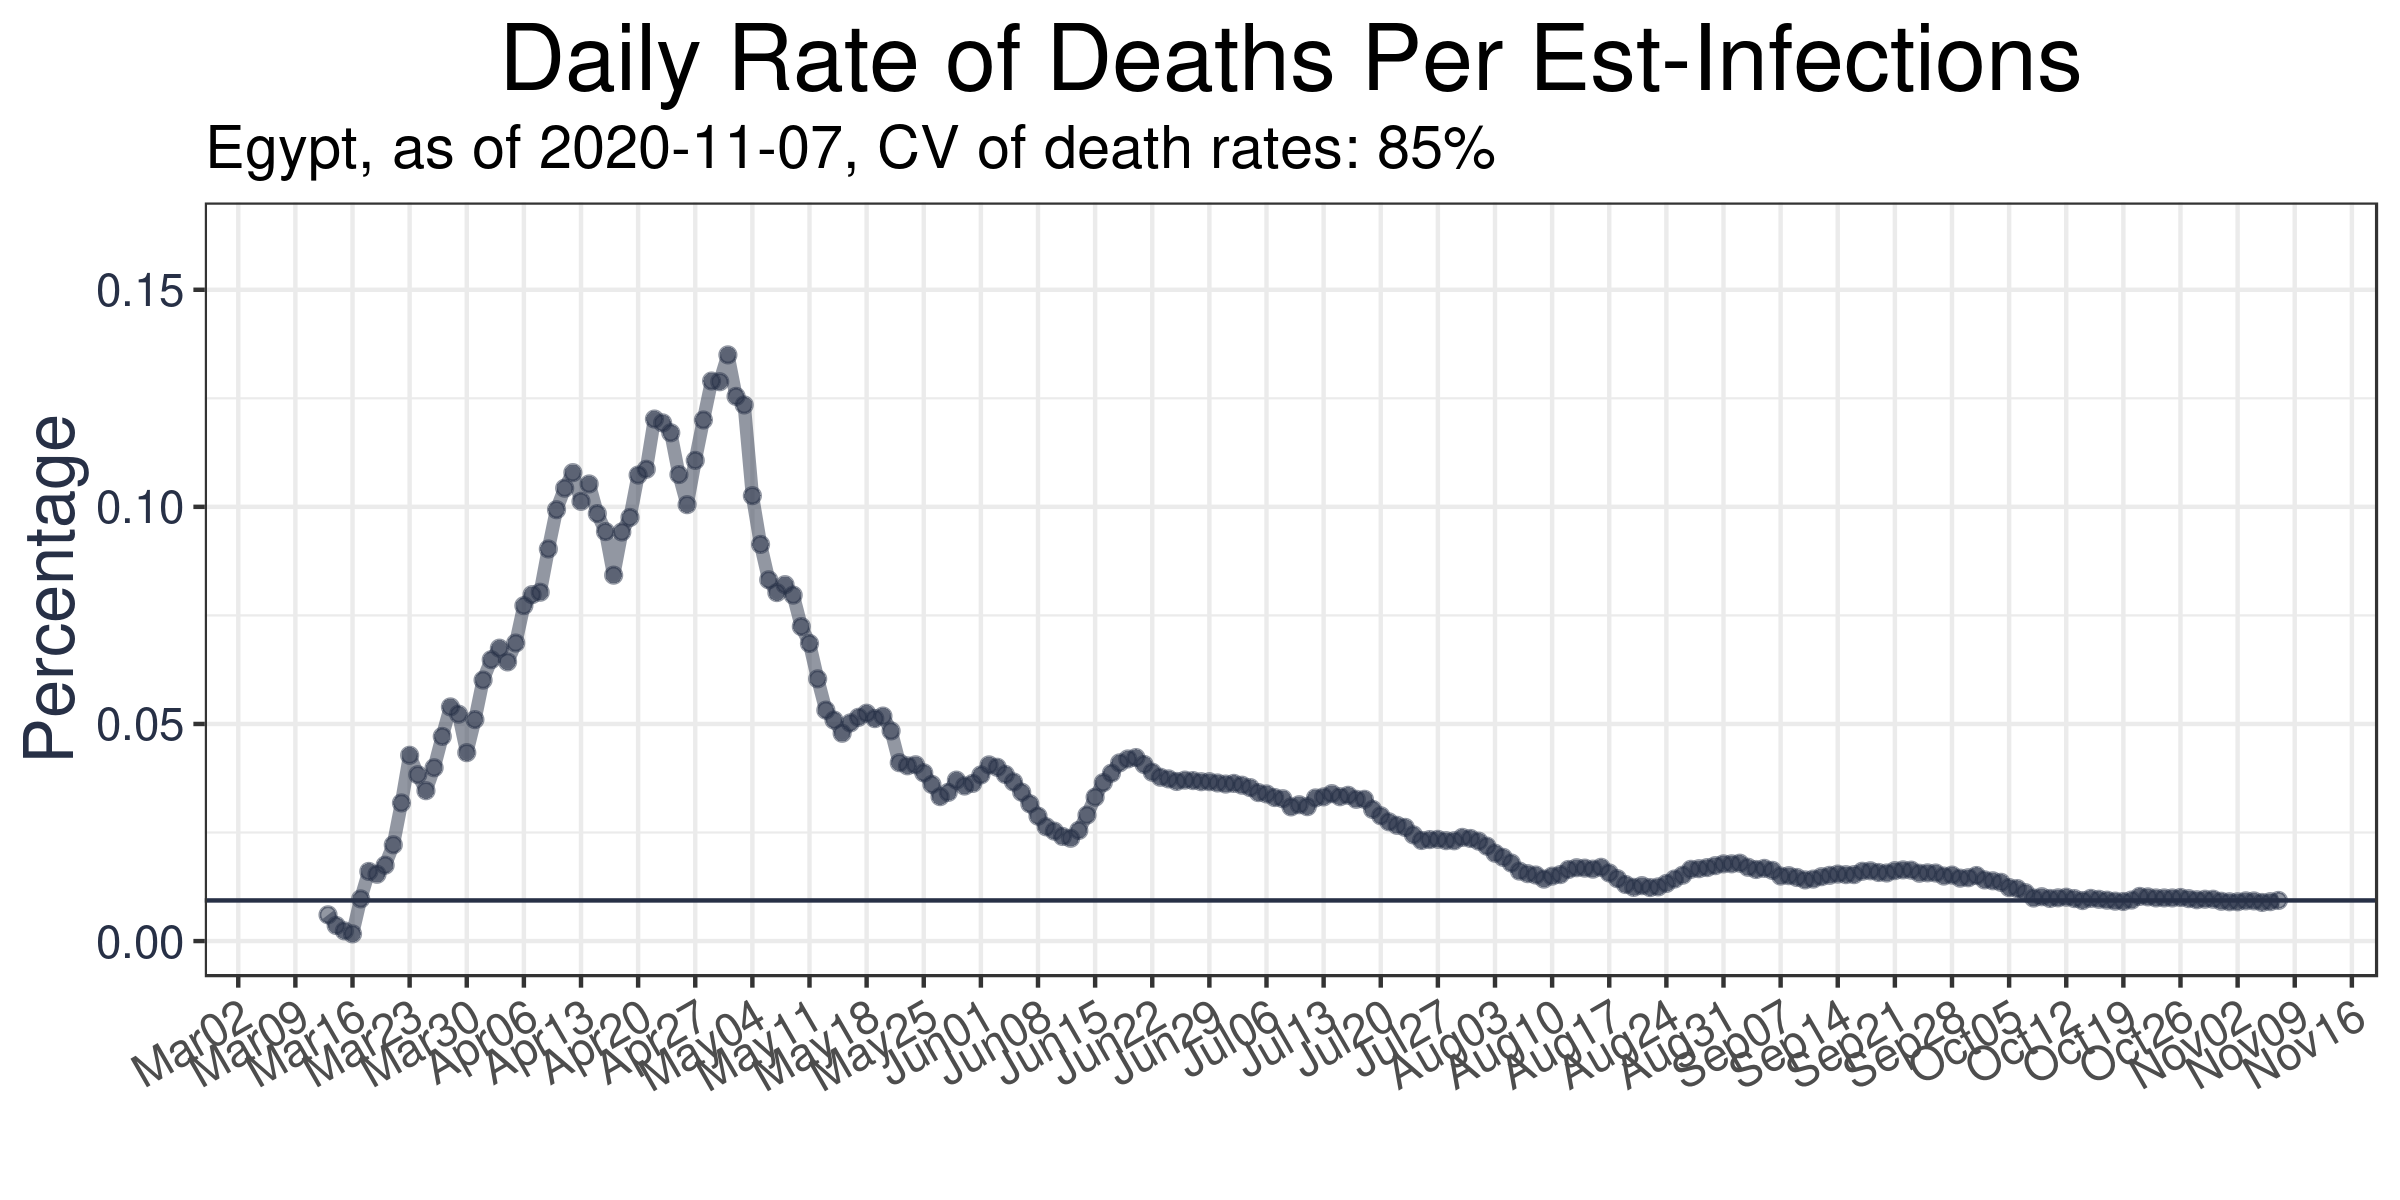 Daily Rate of Deaths Per Est-Infections
Egypt, as of 2020-11-07, CV of death rates: 85%
Percentage
0.15
0.10
0.05
0.00
Mar02
Mar09
Mar16
Mar23
Mar30
Apr06
Apr13
Apr20
Apr27
May04
May11
May18
May25
Jun01
Jun08
Jun15
Jun22
Jun29
Jul06
Jul13
Jul20
Jul27
Aug03
Aug10
Aug17
Aug24
Aug31
Sep07
Sep14
Sep21
Sep28
Oct05
Oct12
Oct19
Oct26
Nov02
Nov09
Nov16